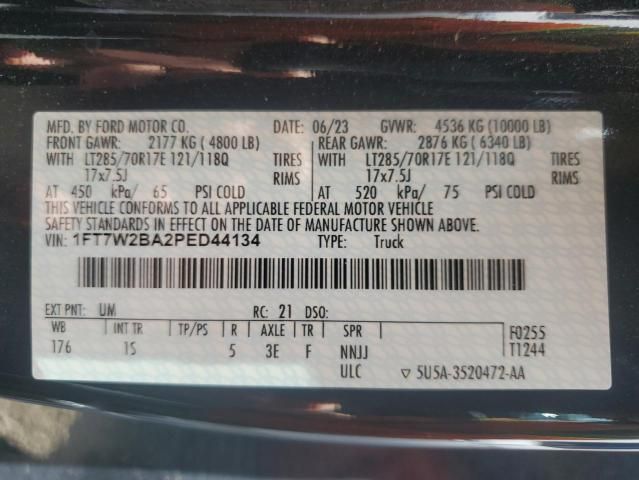 MFD. BY FORD MOTOR CO. DATE: 06/23 GVWR: 4536 KG (10000 LB)
FRONT GAWR: 2177 KG ( 4800 LB) REAR GAWR: 2876 KG ( 6340 LB)
WITH LT285/70R17E 121/118Q TIRES WITH LT285/70R17E 121/118Q TIRES
17x7.5J RIMS 17x7.5J RIMS
AT 450 kPa/ 65 PSI COLD AT 520 kPa/ 75 PSI COLD
THIS VEHICLE CONFORMS TO ALL APPLICABLE FEDERAL MOTOR VEHICLE
SAFETY STANDARDS IN EFFECT ON THE DATE OF MANUFACTURE SHOWN ABOVE.
VIN: 1FT7W2BA2PED44134 TYPE: Truck
EXT PNT: UM RC: 21 DSO:
WB INT TR TP/PS R AXLE TR SPR F0255
176 1S 5 3E F NNJJ T1244
ULC ▽ 5U5A-3520472-AA